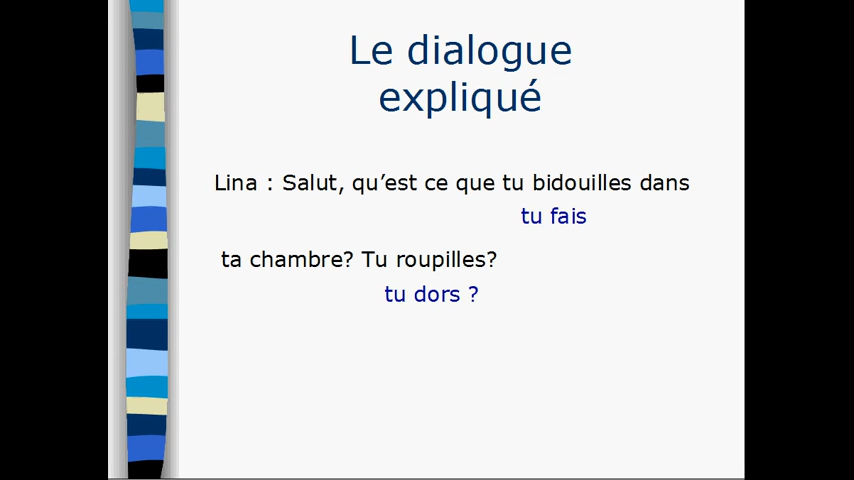 Le dialogue
expliqué
Lina : Salut, qu’est ce que tu bidouilles dans
tu fais
ta chambre? Tu roupilles?
tu dors ?